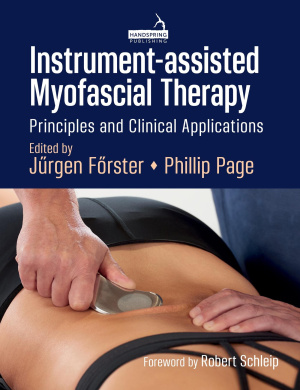 HANDSPRING
PUBLISHING
Instrument-assisted
Myofascial Therapy
Principles and Clinical Applications
Edited by
Jürgen Förster ♦ Phillip Page
Foreword by Robert Schleip